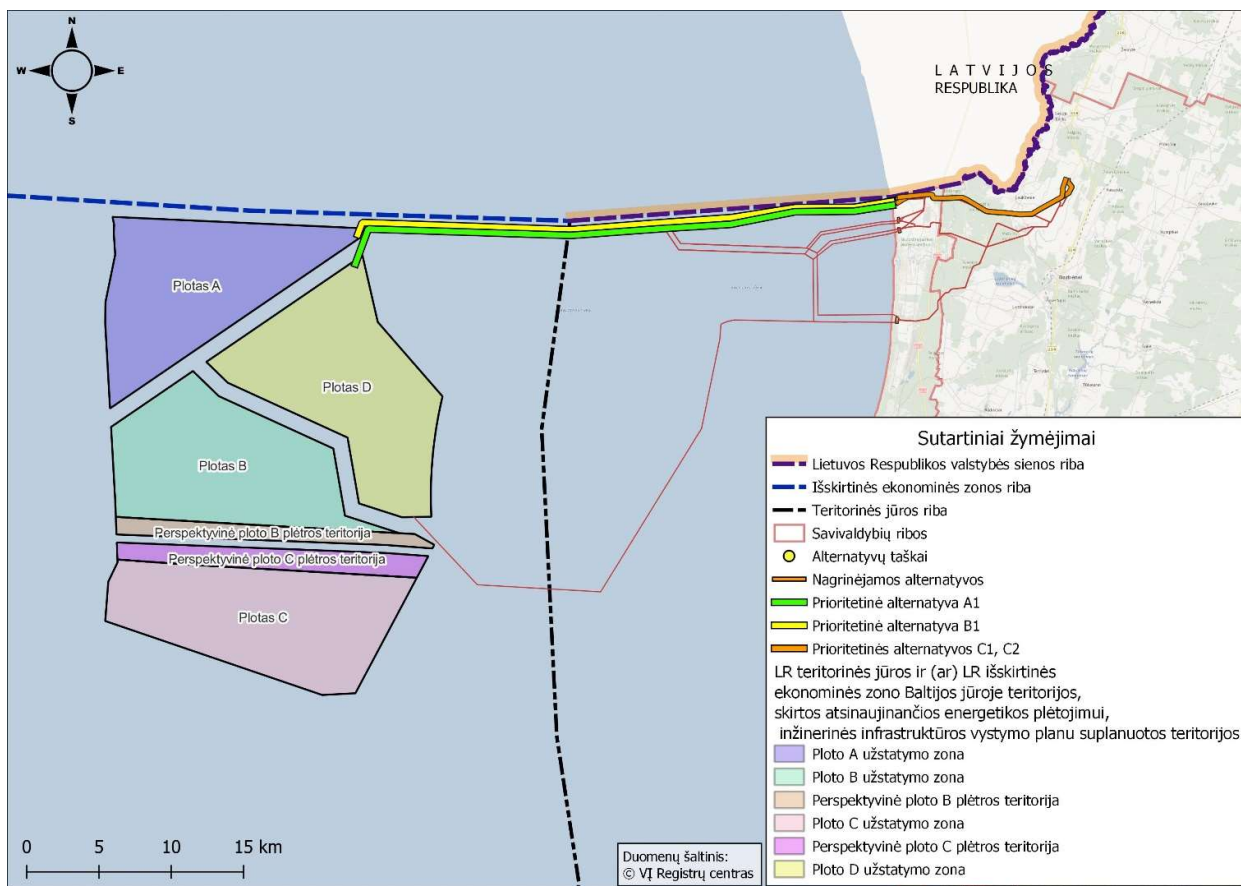 N
W
E
S
LATVIJOS
RESPUBLIKA
Plotas A
Plotas D
Plotas B
Perspektyvinė ploto B plėtros teritorija
Perspektyvinė ploto C plėtros teritorija
Plotas C
Sutartiniai žymėjimai
Lietuvos Respublikos valstybės sienos riba
Išskirtinės ekonominės zonos riba
Teritorinės jūros riba
Savivaldybių ribos
Alternatyvų taškai
Nagrinėjamos alternatyvos
Prioritetinė alternatyva A1
Prioritetinė alternatyva B1
Prioritetinės alternatyvos C1, C2
LR teritorinės jūros ir (ar) LR išskirtinės
ekonominės zono Baltijos jūroje teritorijos,
skirtos atsinaujinančios energetikos plėtojimui,
inžinerinės infrastruktūros vystymo planu suplanuotos teritorijos
Ploto A užstatymo zona
Ploto B užstatymo zona
Perspektyvinė ploto B plėtros teritorija
Ploto C užstatymo zona
Perspektyvinė ploto C plėtros teritorija
Ploto D užstatymo zona
0 5 10 15 km
Duomenų šaltinis:
© VĮ Registrų centras